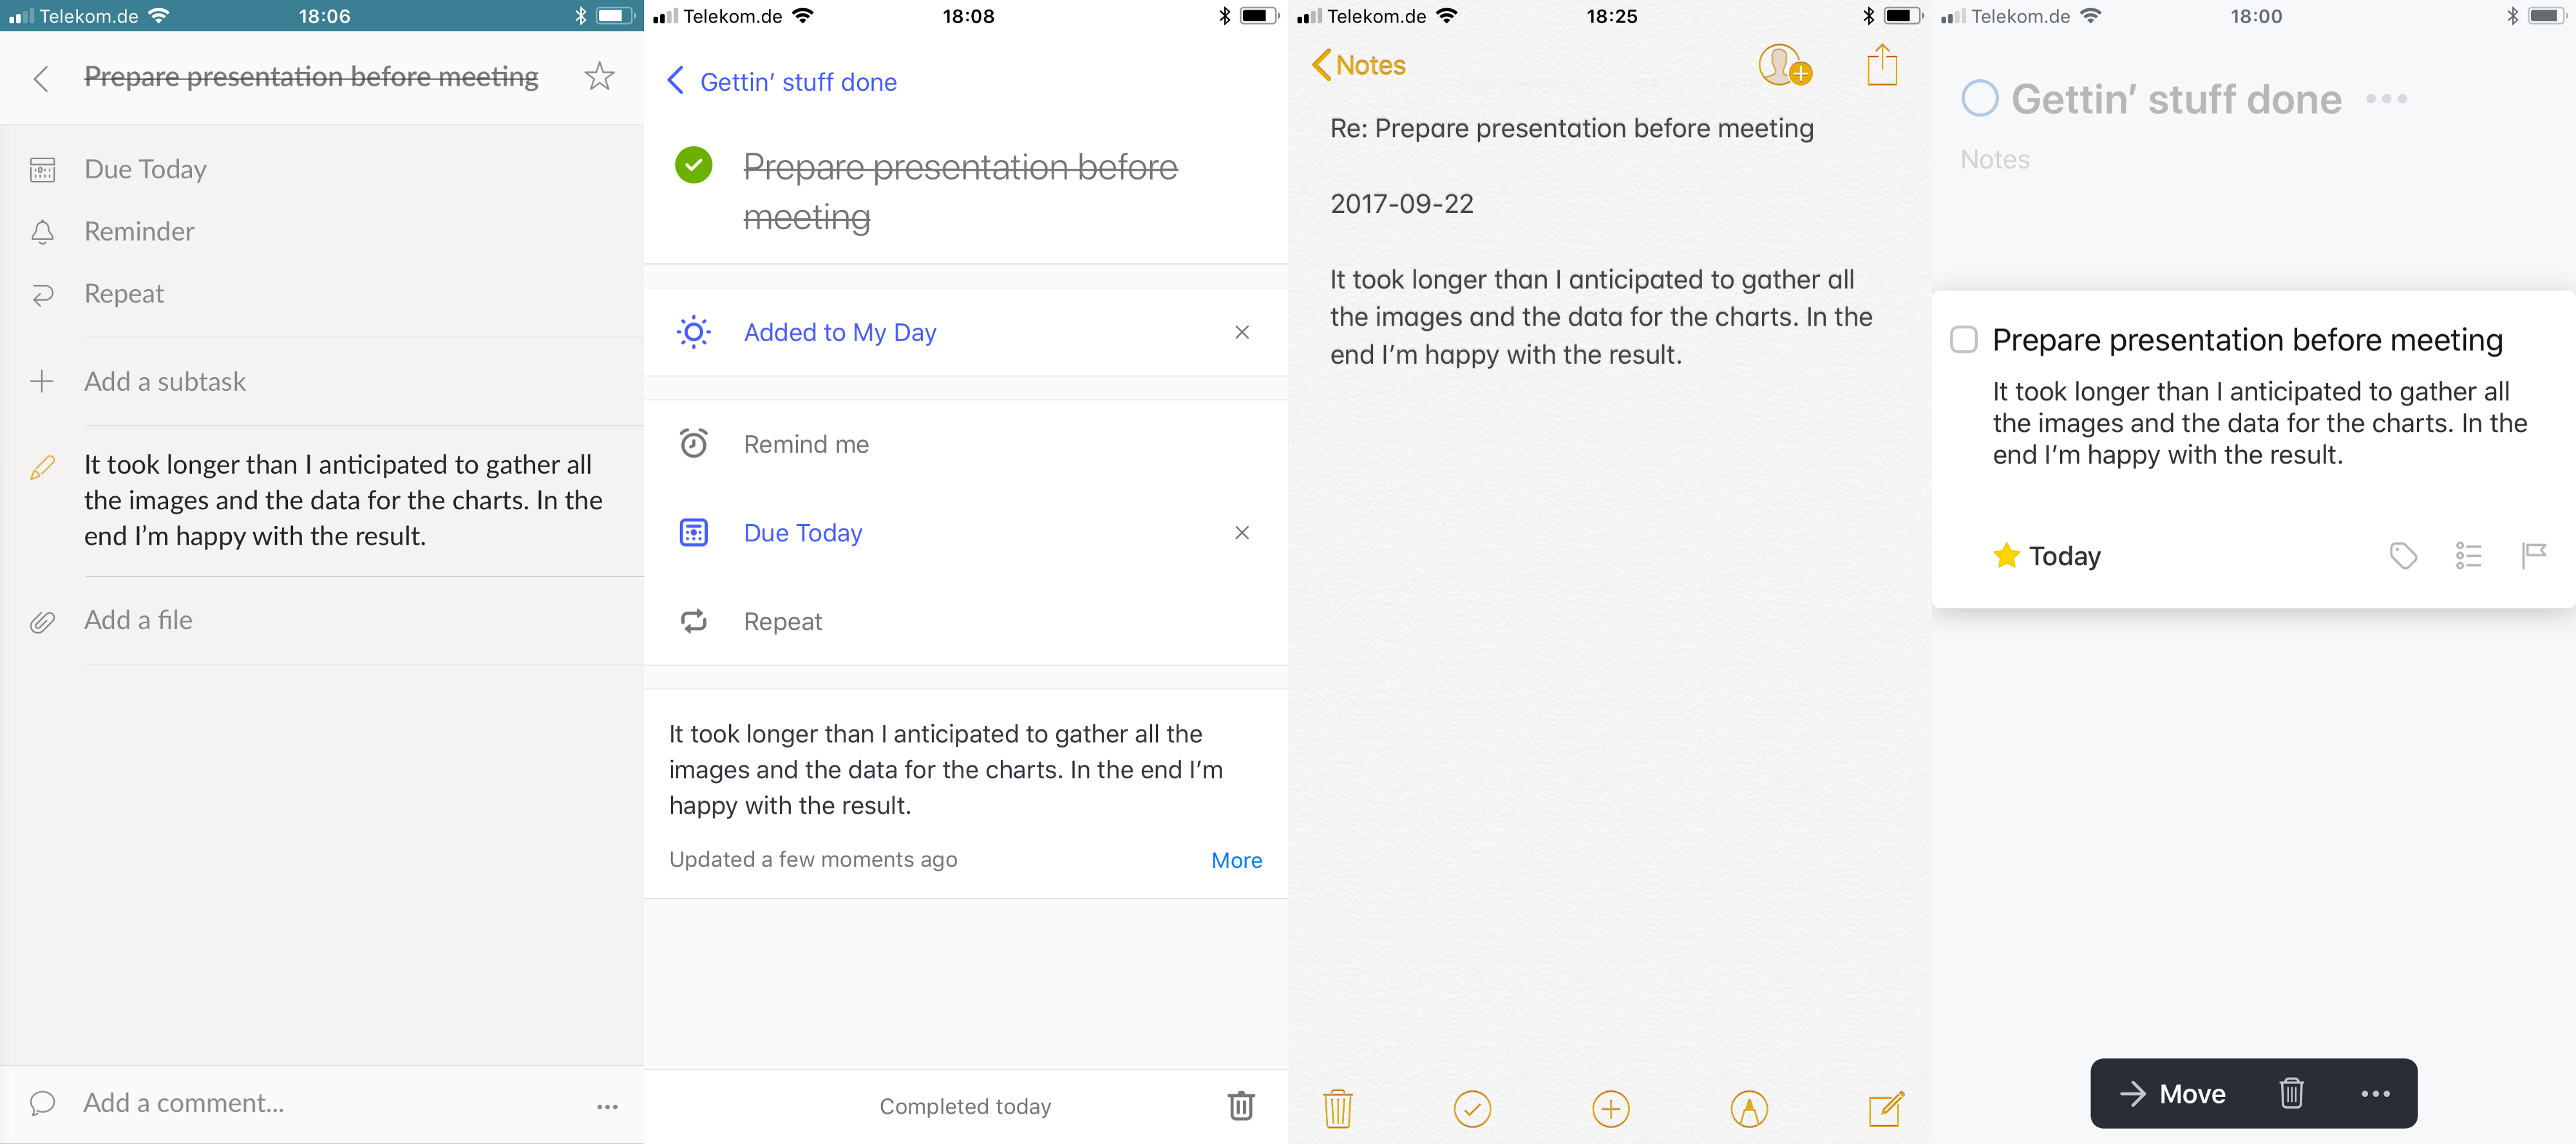 Telekom.de 18:06
Prepare presentation before meeting
Due Today
Reminder
Repeat
Add a subtask
It took longer than I anticipated to gather all
the images and the data for the charts. In the
end I’m happy with the result.
Add a file
Add a comment...
Telekom.de 18:08
Gettin’ stuff done
Prepare presentation before
meeting
Added to My Day
Remind me
Due Today
Repeat
It took longer than I anticipated to gather all the
images and the data for the charts. In the end I’m
happy with the result.
Updated a few moments ago More
Completed today
Telekom.de 18:25
Notes
Re: Prepare presentation before meeting
2017-09-22
It took longer than I anticipated to gather all
the images and the data for the charts. In the
end I’m happy with the result.
Telekom.de 18:00
Gettin’ stuff done
Notes
Prepare presentation before meeting
It took longer than I anticipated to gather all
the images and the data for the charts. In the
end I’m happy with the result.
Today
Move